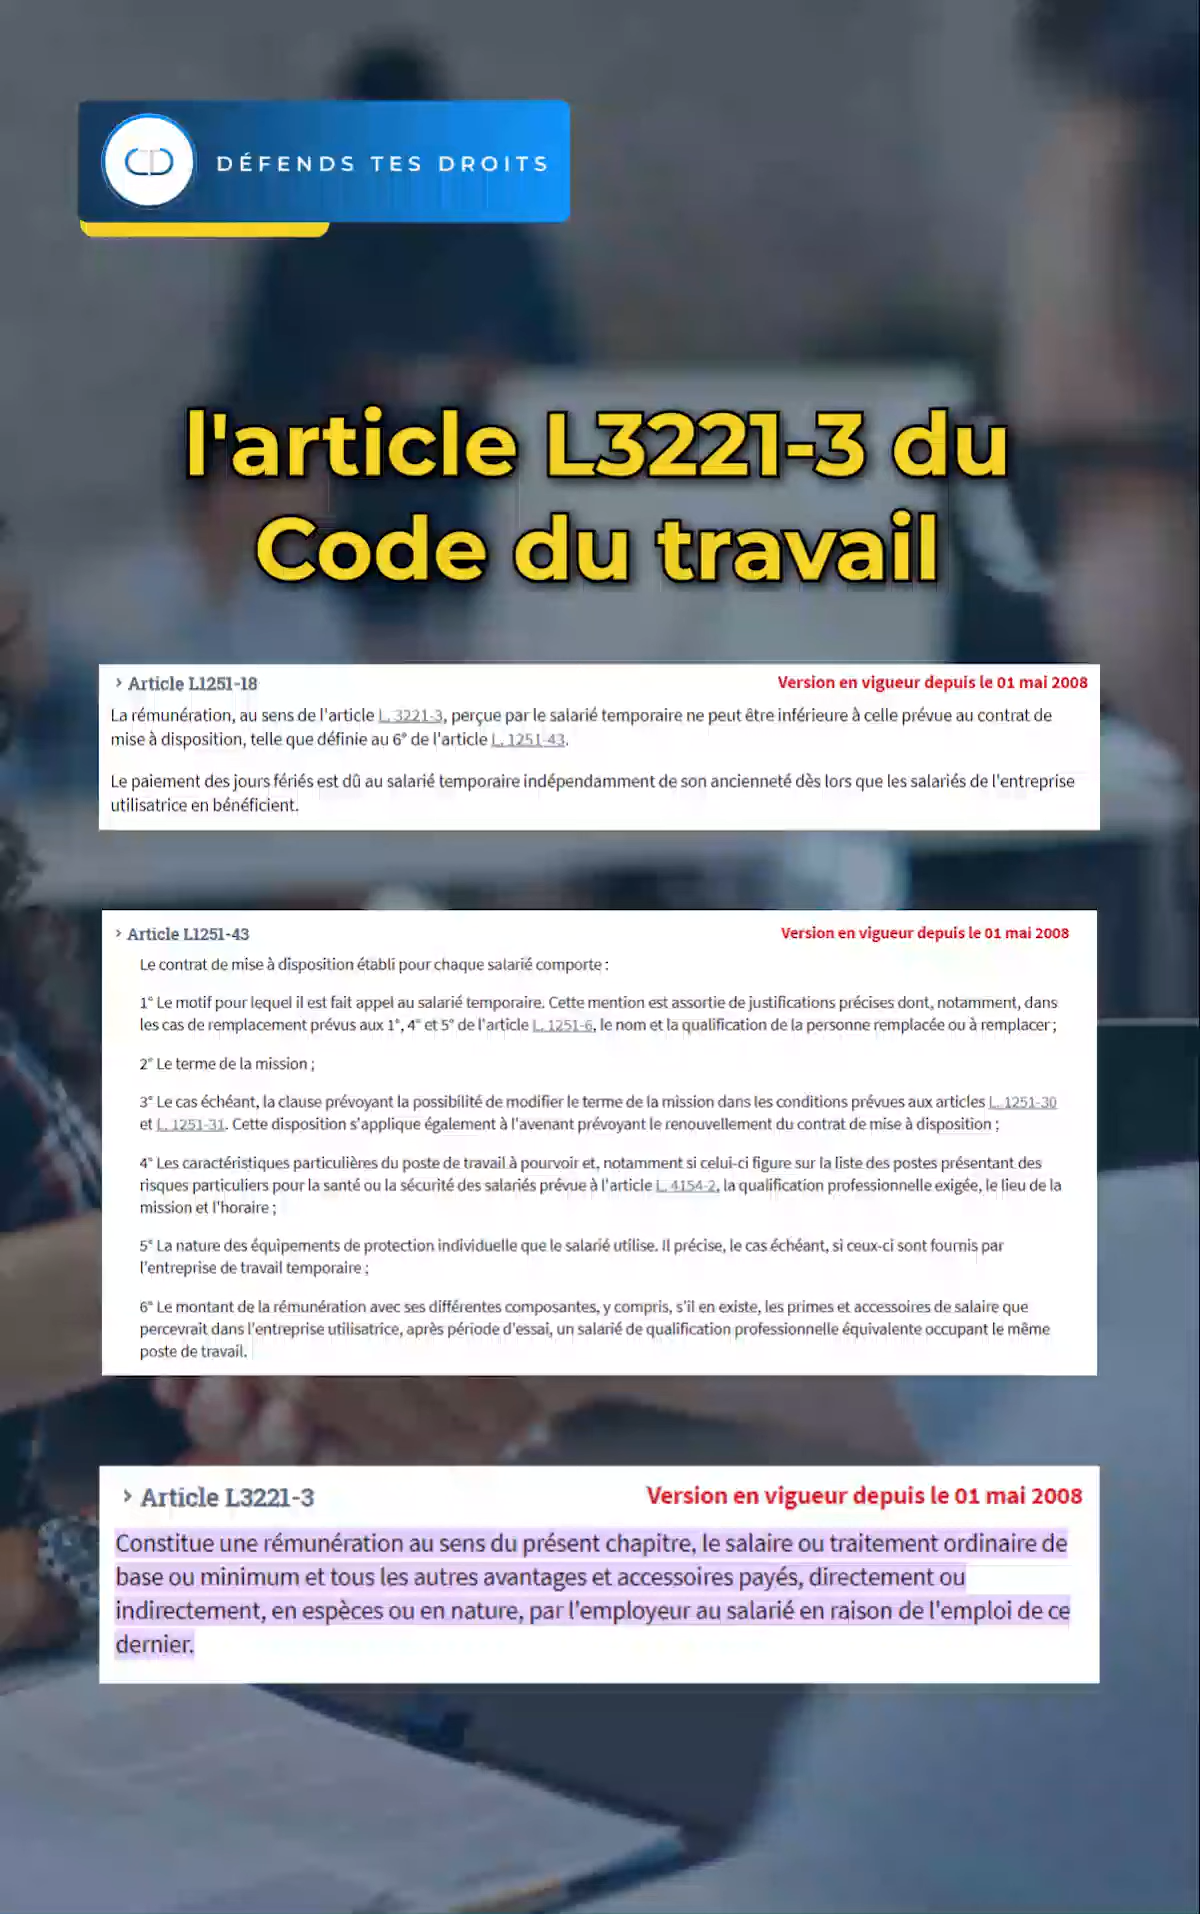 DÉFENDS TES DROITS
l'article L3221-3 du
Code du travail
Article L1251-18
Version en vigueur depuis le 01 mai 2008
La rémunération, au sens de l'article L. 3221-3, perçue par le salarié temporaire ne peut être inférieure à celle prévue au contrat de
mise à disposition, telle que définie au 6° de l'article L. 1251-43.
Le paiement des jours fériés est dû au salarié temporaire indépendamment de son ancienneté dès lors que les salariés de l'entreprise
utilisatrice en bénéficient.
Article L1251-43
Version en vigueur depuis le 01 mai 2008
Le contrat de mise à disposition établi pour chaque salarié comporte :
1° Le motif pour lequel il est fait appel au salarié temporaire. Cette mention est assortie de justifications précises dont, notamment, dans
les cas de remplacement prévus aux 1°, 4° et 5° de l'article L. 1251-6, le nom et la qualification de la personne remplacée ou à remplacer ;
2° Le terme de la mission ;
3° Le cas échéant, la clause prévoyant la possibilité de modifier le terme de la mission dans les conditions prévues aux articles L. 1251-30
et L. 1251-31. Cette disposition s'applique également à l'avenant prévoyant le renouvellement du contrat de mise à disposition ;
4° Les caractéristiques particulières du poste de travail à pourvoir et, notamment si celui-ci figure sur la liste des postes présentant des
risques particuliers pour la santé ou la sécurité des salariés prévue à l'article L. 4154-2, la qualification professionnelle exigée, le lieu de la
mission et l'horaire ;
5° La nature des équipements de protection individuelle que le salarié utilise. Il précise, le cas échéant, si ceux-ci sont fournis par
l'entreprise de travail temporaire ;
6° Le montant de la rémunération avec ses différentes composantes, y compris, s'il en existe, les primes et accessoires de salaire que
percevrait dans l'entreprise utilisatrice, après période d'essai, un salarié de qualification professionnelle équivalente occupant le même
poste de travail.
Article L3221-3
Version en vigueur depuis le 01 mai 2008
Constitue une rémunération au sens du présent chapitre, le salaire ou traitement ordinaire de
base ou minimum et tous les autres avantages et accessoires payés, directement ou
indirectement, en espèces ou en nature, par l'employeur au salarié en raison de l'emploi de ce
dernier.